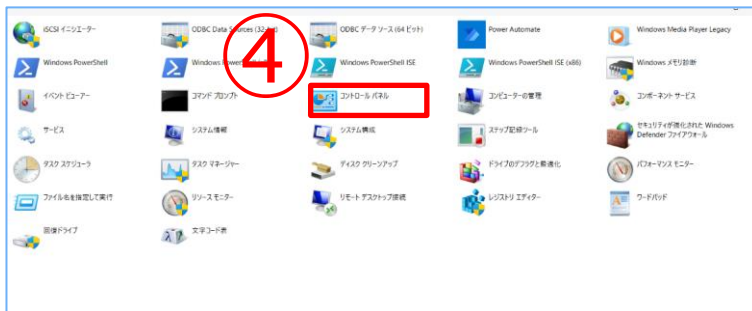 iSCSI イニシエーター
ODBC Data Sources (32-bit)
ODBC データ ソース (64 ビット)
Power Automate
Windows Media Player Legacy
④
Windows PowerShell
Windows PowerShell
Windows PowerShell ISE
Windows PowerShell ISE (x86)
Windows メモリ診断
イベント ビューアー
コマンド プロンプト
コントロール パネル
コンピューターの管理
コンポーネント サービス
サービス
システム情報
システム構成
ステップ記録ツール
セキュリティが強化された Windows
Defender ファイアウォール
タスク スケジューラ
タスク マネージャー
ディスク クリーンアップ
ドライブのデフラグと最適化
パフォーマンス モニター
ファイル名を指定して実行
リソース モニター
リモート デスクトップ接続
レジストリ エディター
ワードパッド
回復ドライブ
文字コード表